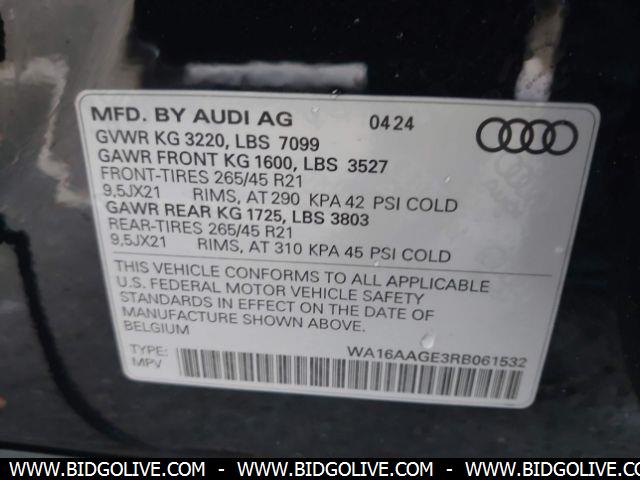 MFD. BY AUDI AG 0424
GVWR KG 3220, LBS 7099
GAWR FRONT KG 1600, LBS 3527
FRONT-TIRES 265/45 R21
9,5JX21 RIMS, AT 290 KPA 42 PSI COLD
GAWR REAR KG 1725, LBS 3803
REAR-TIRES 265/45 R21
9,5JX21 RIMS, AT 310 KPA 45 PSI COLD
THIS VEHICLE CONFORMS TO ALL APPLICABLE
U.S. FEDERAL MOTOR VEHICLE SAFETY
STANDARDS IN EFFECT ON THE DATE OF
MANUFACTURE SHOWN ABOVE.
BELGIUM
TYPE: WA16AAGE3RB061532
MPV
WWW.BIDGOLIVE.COM - WWW.BIDGOLIVE.COM - WWW.BIDGOLIVE.COM